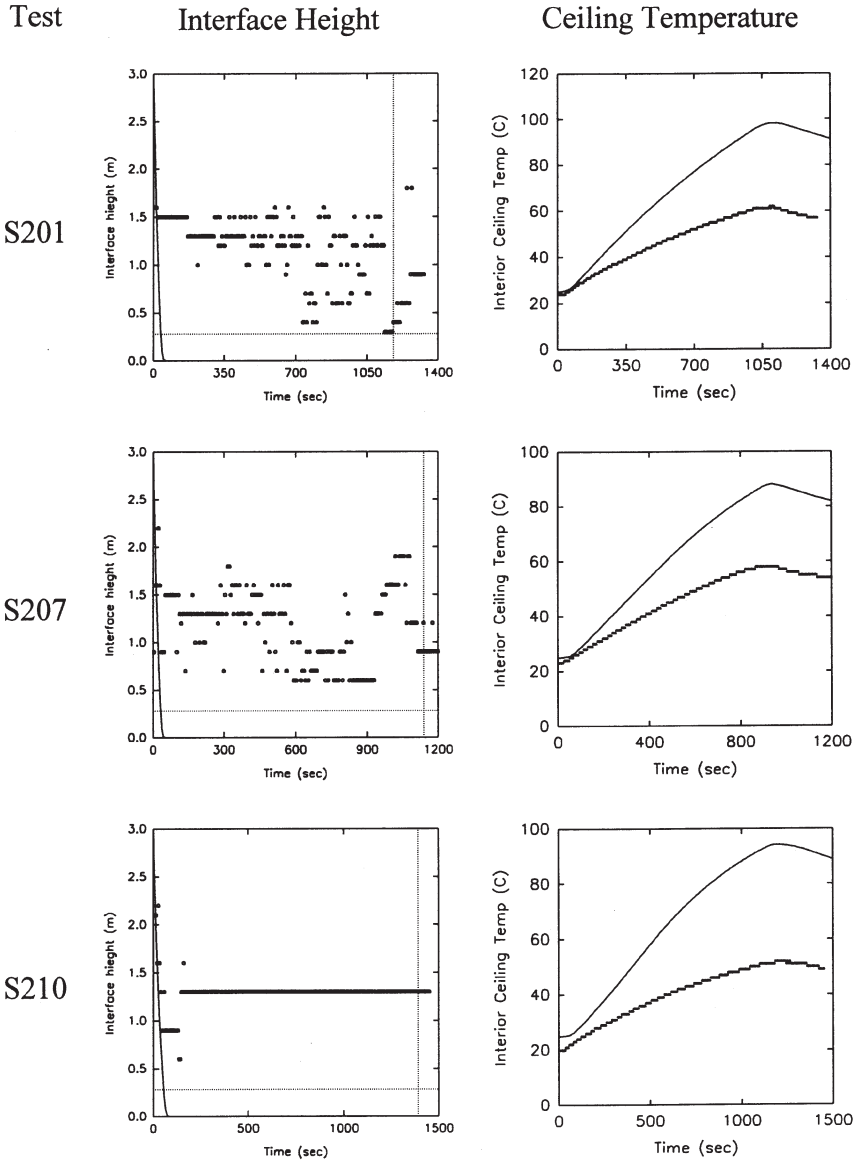 Test Interface Height Ceiling Temperature
S201
3.0
2.5
2.0
1.5
1.0
0.5
0.0
Interface hieght (m)
0 350 700 1050 1400
Time (sec)
120
100
80
60
40
20
0
Interior Ceiling Temp (C)
0 350 700 1050 1400
Time (sec)
S207
3.0
2.5
2.0
1.5
1.0
0.5
0.0
Interface hieght (m)
0 300 600 900 1200
Time (sec)
100
80
60
40
20
0
Interior Ceiling Temp (C)
0 400 800 1200
Time (sec)
S210
3.0
2.5
2.0
1.5
1.0
0.5
0.0
Interface hieght (m)
0 500 1000 1500
Time (sec)
100
80
60
40
20
0
Interior Ceiling Temp (C)
0 500 1000 1500
Time (sec)